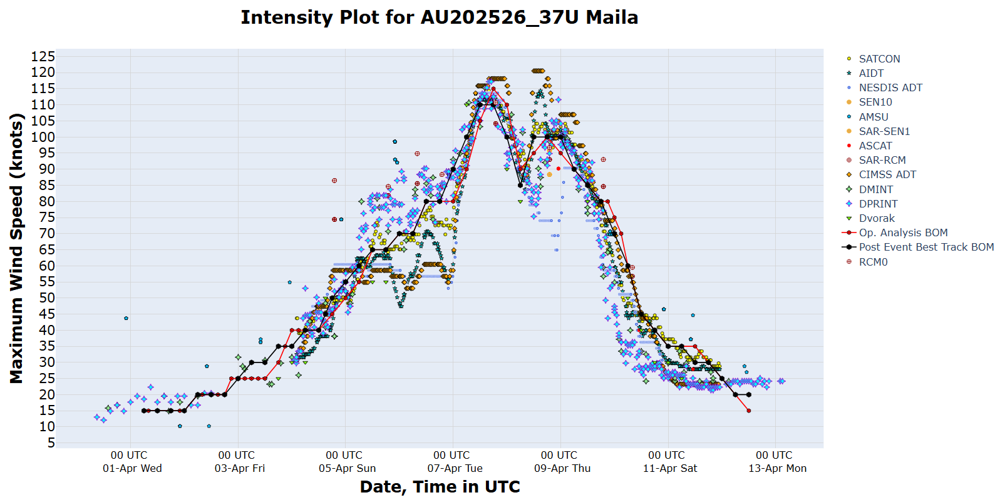 Intensity Plot for AU202526_37U Maila
Maximum Wind Speed (knots)
125
120
115
110
105
100
95
90
85
80
75
70
65
60
55
50
45
40
35
30
25
20
15
10
5
00 UTC 00 UTC 00 UTC 00 UTC 00 UTC 00 UTC 00 UTC
01-Apr Wed 03-Apr Fri 05-Apr Sun 07-Apr Tue 09-Apr Thu 11-Apr Sat 13-Apr Mon
Date, Time in UTC
SATCON
AIDT
NESDIS ADT
SEN10
AMSU
SAR-SEN1
ASCAT
SAR-RCM
CIMSS ADT
DMINT
DPRINT
Dvorak
Op. Analysis BOM
Post Event Best Track BOM
RCM0